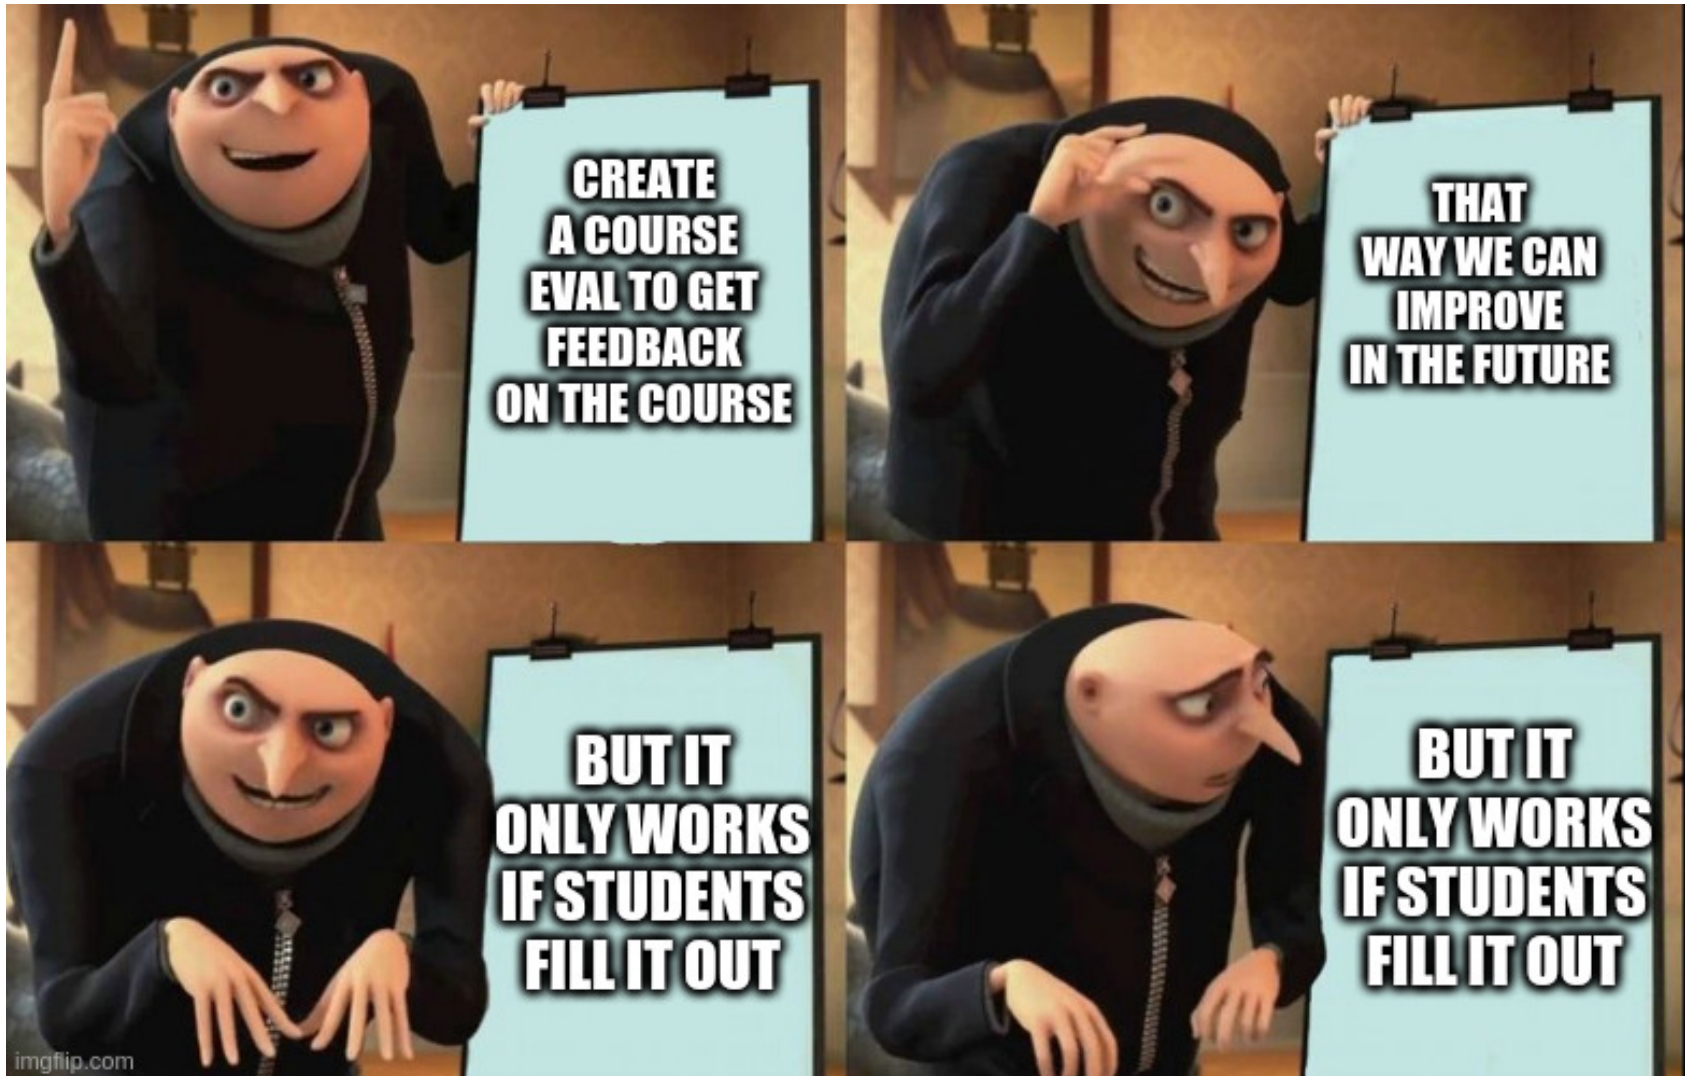 CREATE
A COURSE
EVAL TO GET
FEEDBACK
ON THE COURSE
THAT
WAY WE CAN
IMPROVE
IN THE FUTURE
BUT IT
ONLY WORKS
IF STUDENTS
FILL IT OUT
BUT IT
ONLY WORKS
IF STUDENTS
FILL IT OUT
imgflip.com